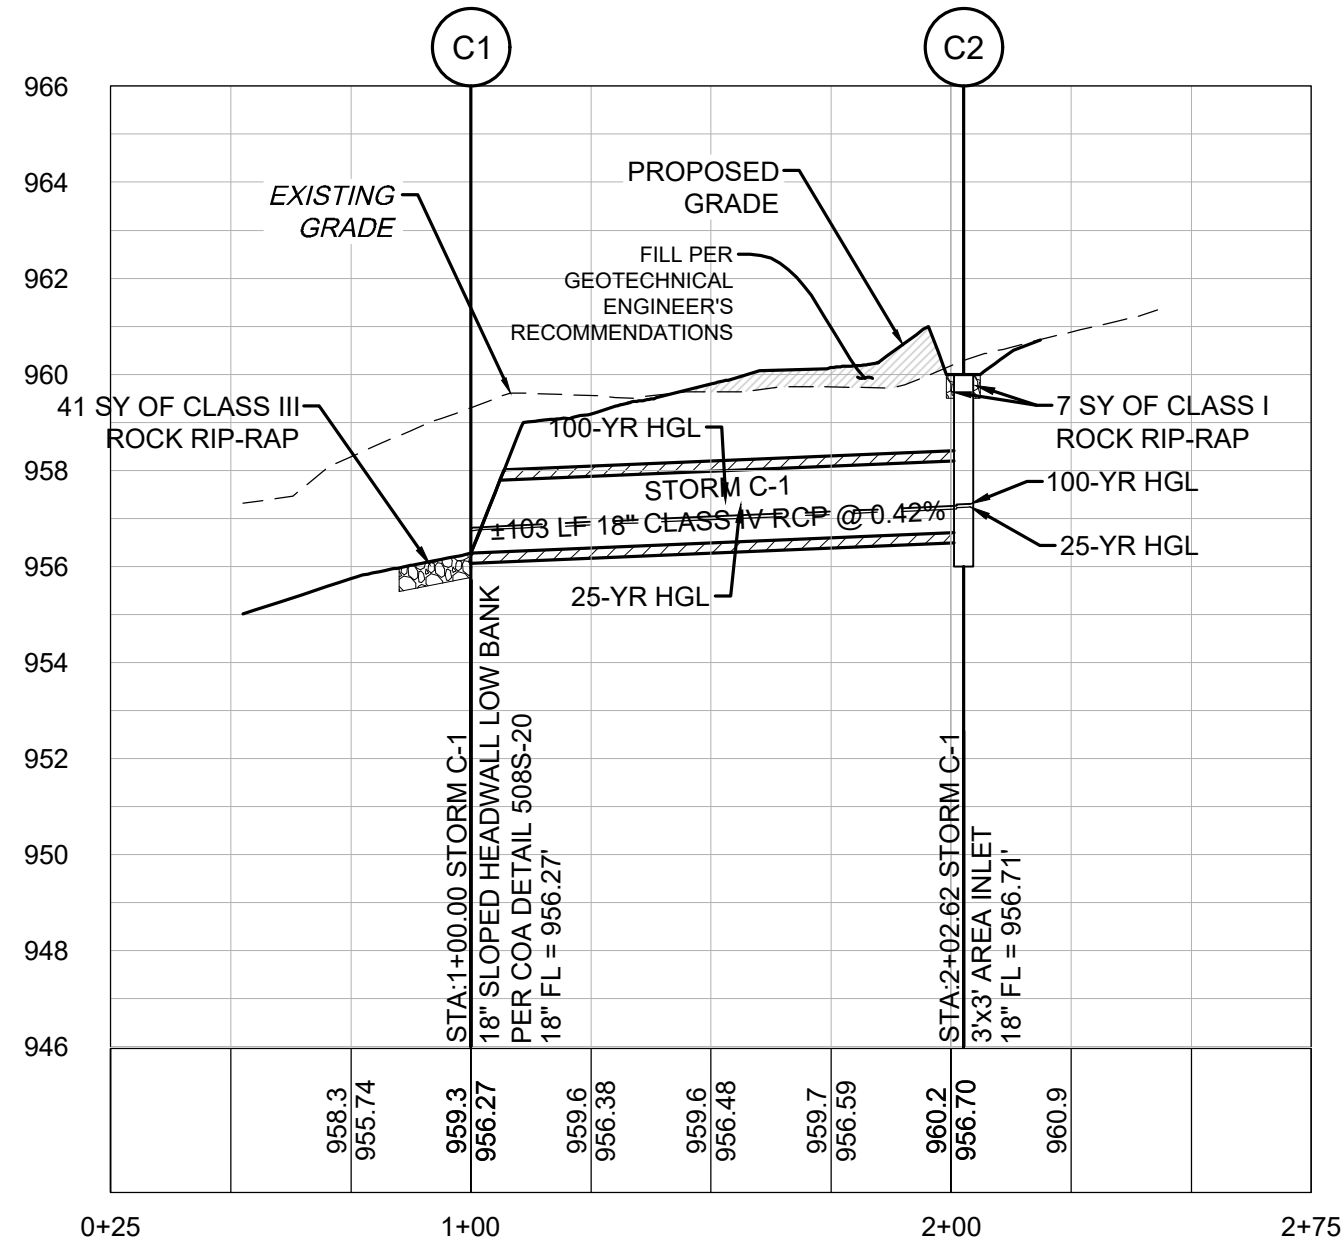 C1
C2
966
964
962
960
958
956
954
952
950
948
946
EXISTING
GRADE
PROPOSED
GRADE
FILL PER
GEOTECHNICAL
ENGINEER'S
RECOMMENDATIONS
41 SY OF CLASS III
ROCK RIP-RAP
100-YR HGL
7 SY OF CLASS I
ROCK RIP-RAP
STORM C-1
±103 LF 18" CLASS IV RCP @ 0.42%
100-YR HGL
25-YR HGL
25-YR HGL
STA:1+00.00 STORM C-1
18" SLOPED HEADWALL LOW BANK
PER COA DETAIL 508S-20
18" FL = 956.27'
STA:2+02.62 STORM C-1
3'x3' AREA INLET
18" FL = 956.71'
958.3
955.74
959.3
956.27
959.6
956.38
959.6
956.48
959.7
956.59
960.2
956.70
960.9
0+25
1+00
2+00
2+75